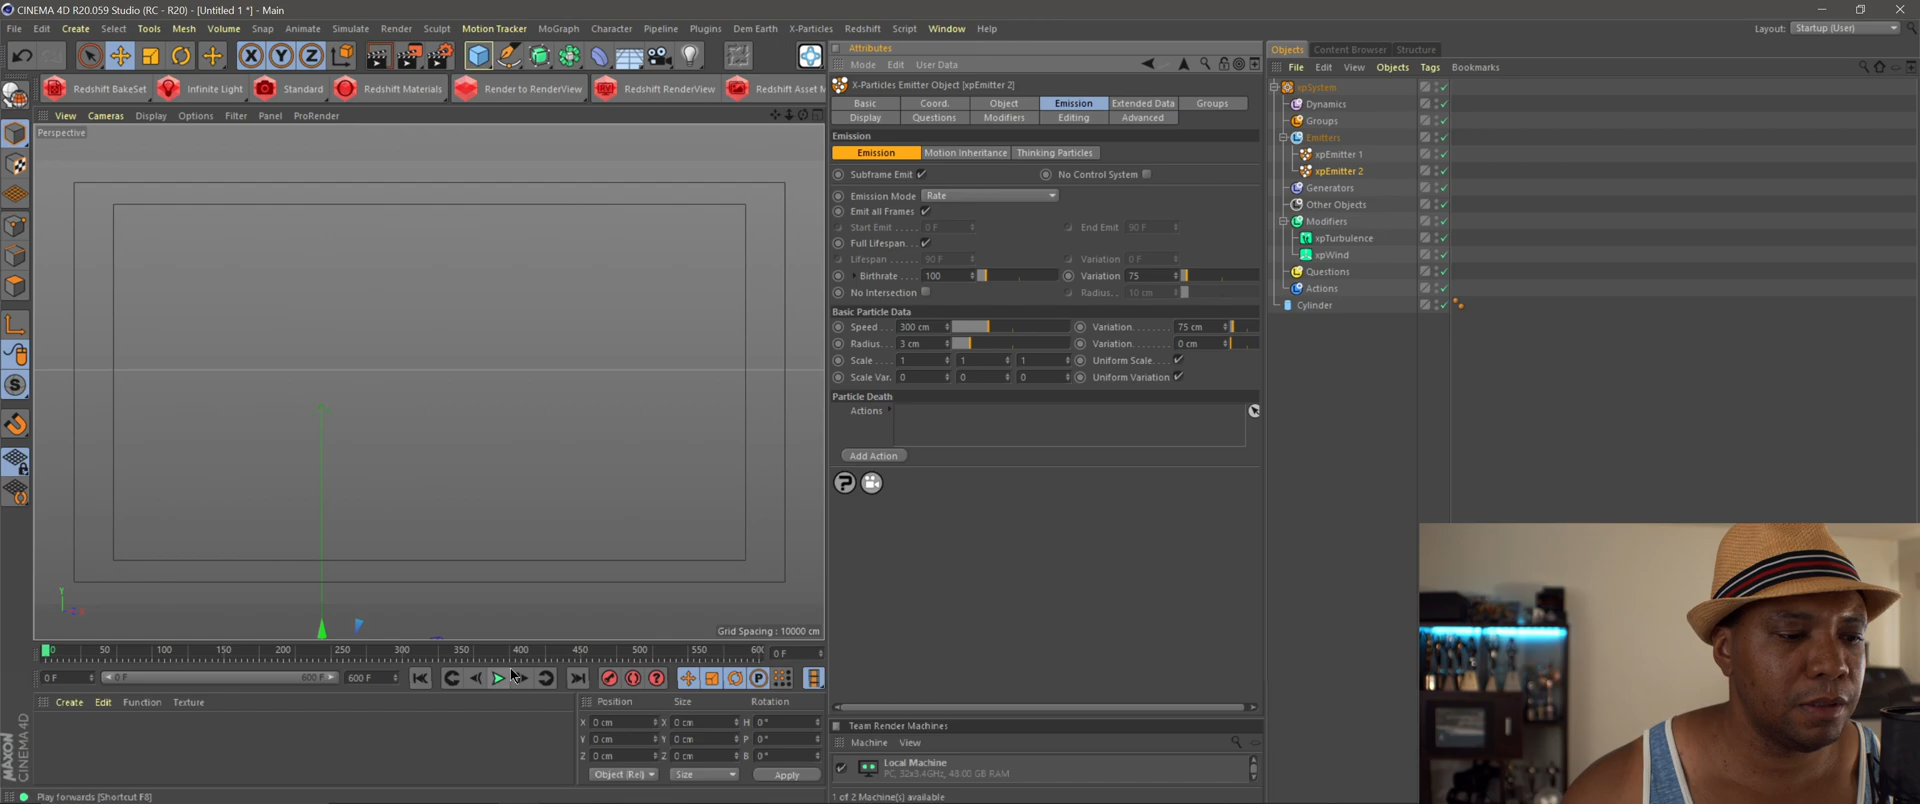 CINEMA 4D R20.059 Studio (RC - R20) - [Untitled 1 *] - Main
File Edit Create Select Tools Mesh Volume Snap Animate Simulate Render Sculpt Motion Tracker MoGraph Character Pipeline Plugins Dem Earth X-Particles Redshift Script Window Help
Layout: Startup (User)
X Y Z
Redshift BakeSet Infinite Light Standard Redshift Materials Render to RenderView Redshift RenderView Redshift Asset M
View Cameras Display Options Filter Panel ProRender
Perspective
Y
Grid Spacing : 10000 cm
0 50 100 150 200 250 300 350 400 450 500 550 60 0 F
0 F 0 F 600 F 600 F
Create Edit Function Texture
Position Size Rotation
X 0 cm X 0 cm H 0 °
Y 0 cm Y 0 cm P 0 °
Z 0 cm Z 0 cm B 0 °
Object (Rel) Size Apply
MAXON CINEMA 4D
Play forwards [Shortcut F8]
Attributes
Mode Edit User Data
X-Particles Emitter Object [xpEmitter 2]
Basic Coord. Object Emission Extended Data Groups
Display Questions Modifiers Editing Advanced
Emission
Emission Motion Inheritance Thinking Particles
Subframe Emit No Control System
Emission Mode Rate
Emit all Frames
Start Emit . . . . . 0 F End Emit 90 F
Full Lifespan. . .
Lifespan . . . . . . 90 F Variation 0 F
Birthrate . . . . 100 Variation 75
No Intersection Radius. . 10 cm
Basic Particle Data
Speed . . . 300 cm Variation. . . . . . . . 75 cm
Radius. . . 3 cm Variation. . . . . . . . 0 cm
Scale . . . . 1 1 1 Uniform Scale. . . .
Scale Var. 0 0 0 Uniform Variation
Particle Death
Actions
Add Action
Team Render Machines
Machine View
Local Machine
PC, 32x3.4GHz, 48.00 GB RAM
1 of 2 Machine(s) available
Objects Content Browser Structure
File Edit View Objects Tags Bookmarks
xpSystem
Dynamics
Groups
Emitters
xpEmitter 1
xpEmitter 2
Generators
Other Objects
Modifiers
xpTurbulence
xpWind
Questions
Actions
Cylinder